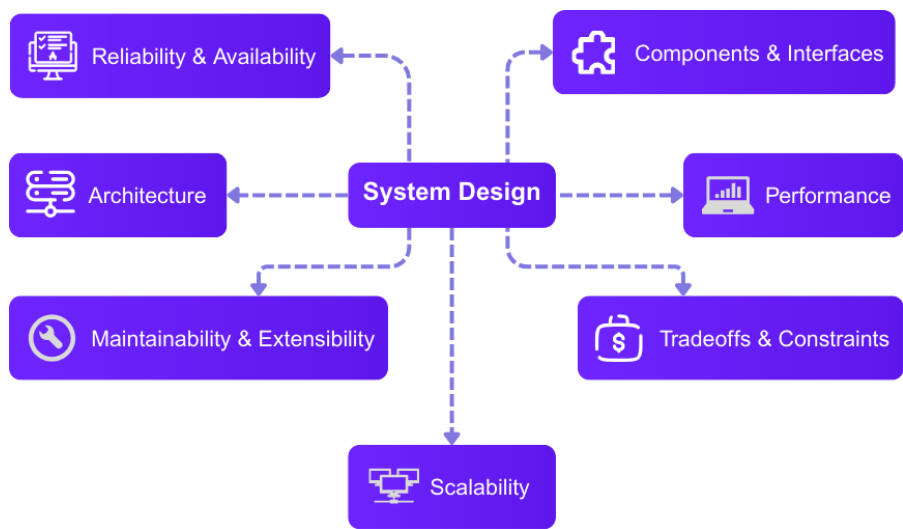 Reliability & Availability
Components & Interfaces
Architecture
System Design
Performance
Maintainability & Extensibility
$
Tradeoffs & Constraints
Scalability